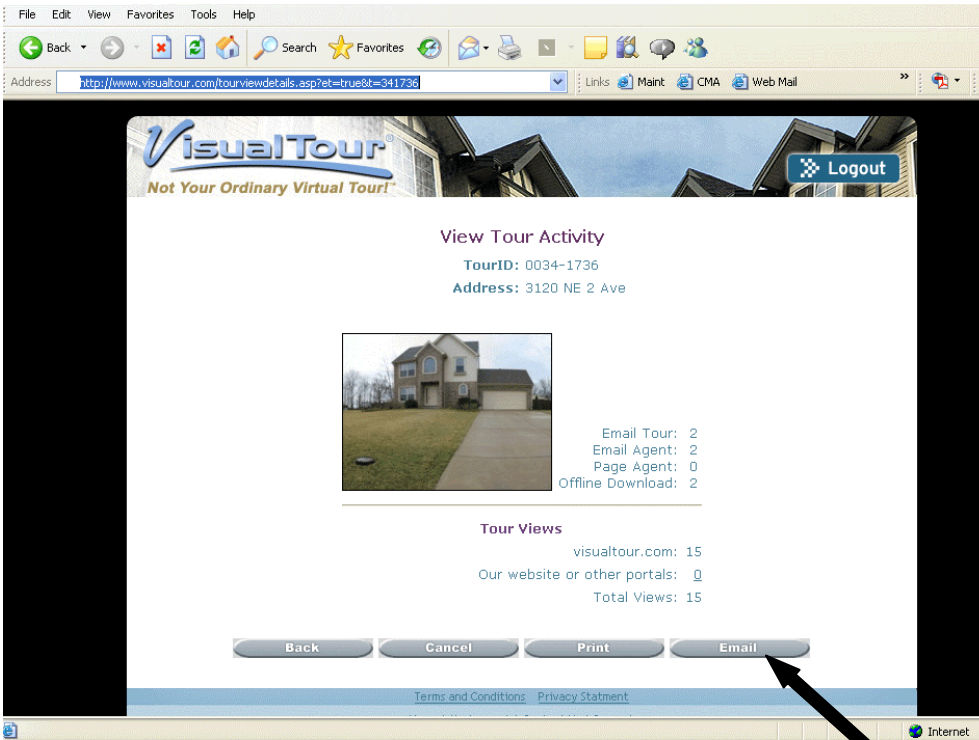 File Edit View Favorites Tools Help
Back Search Favorites
Address http://www.visualtour.com/tourviewdetails.asp?et=true&t=341736 Links Maint CMA Web Mail »
VisualTour®
Not Your Ordinary Virtual Tour!
Logout
View Tour Activity
TourID: 0034-1736
Address: 3120 NE 2 Ave
Email Tour: 2
Email Agent: 2
Page Agent: 0
Offline Download: 2
Tour Views
visualtour.com: 15
Our website or other portals: 0
Total Views: 15
Back Cancel Print Email
Terms and Conditions Privacy Statment
Internet